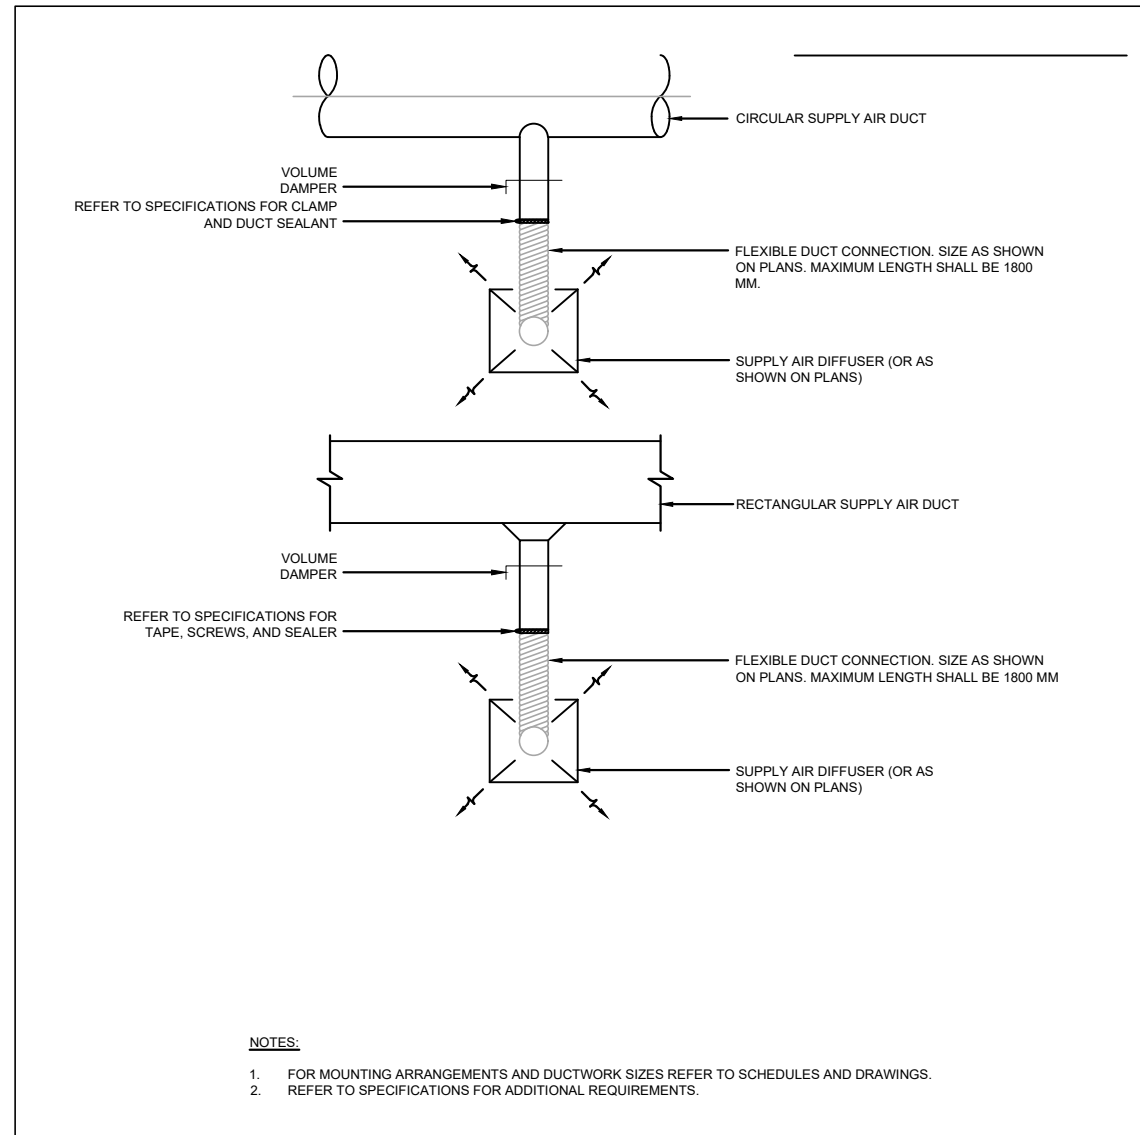 CIRCULAR SUPPLY AIR DUCT
VOLUME
DAMPER
REFER TO SPECIFICATIONS FOR CLAMP
AND DUCT SEALANT
FLEXIBLE DUCT CONNECTION. SIZE AS SHOWN
ON PLANS. MAXIMUM LENGTH SHALL BE 1800
MM.
SUPPLY AIR DIFFUSER (OR AS
SHOWN ON PLANS)
RECTANGULAR SUPPLY AIR DUCT
VOLUME
DAMPER
REFER TO SPECIFICATIONS FOR
TAPE, SCREWS, AND SEALER
FLEXIBLE DUCT CONNECTION. SIZE AS SHOWN
ON PLANS. MAXIMUM LENGTH SHALL BE 1800 MM
SUPPLY AIR DIFFUSER (OR AS
SHOWN ON PLANS)
NOTES:
1. FOR MOUNTING ARRANGEMENTS AND DUCTWORK SIZES REFER TO SCHEDULES AND DRAWINGS.
2. REFER TO SPECIFICATIONS FOR ADDITIONAL REQUIREMENTS.